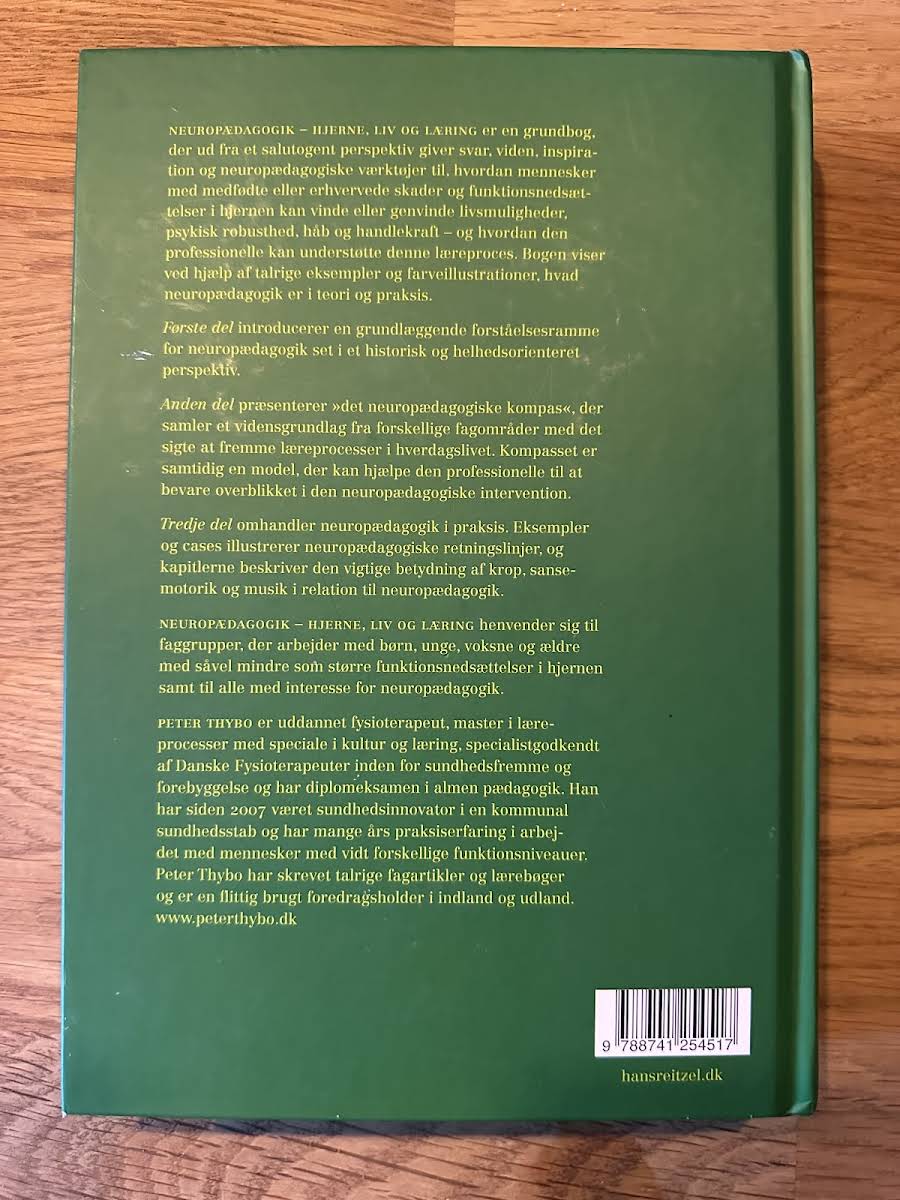 NEUROPÆDAGOGIK – HJERNE, LIV OG LÆRING er en grundbog,
der ud fra et salutogent perspektiv giver svar, viden, inspira-
tion og neuropædagogiske værktøjer til, hvordan mennesker
med medfødte eller erhvervede skader og funktionsnedsæt-
telser i hjernen kan vinde eller genvinde livsmuligheder,
psykisk robusthed, håb og handlekraft – og hvordan den
professionelle kan understøtte denne læreproces. Bogen viser
ved hjælp af talrige eksempler og farveillustrationer, hvad
neuropædagogik er i teori og praksis.
Første del introducerer en grundlæggende forståelsesramme
for neuropædagogik set i et historisk og helhedsorienteret
perspektiv.
Anden del præsenterer »det neuropædagogiske kompas«, der
samler et vidensgrundlag fra forskellige fagområder med det
sigte at fremme læreprocesser i hverdagslivet. Kompasset er
samtidig en model, der kan hjælpe den professionelle til at
bevare overblikket i den neuropædagogiske intervention.
Tredje del omhandler neuropædagogik i praksis. Eksempler
og cases illustrerer neuropædagogiske retningslinjer, og
kapitlerne beskriver den vigtige betydning af krop, sanse-
motorik og musik i relation til neuropædagogik.
NEUROPÆDAGOGIK – HJERNE, LIV OG LÆRING henvender sig til
faggrupper, der arbejder med børn, unge, voksne og ældre
med såvel mindre som større funktionsnedsættelser i hjernen
samt til alle med interesse for neuropædagogik.
PETER THYBO er uddannet fysioterapeut, master i lære-
processer med speciale i kultur og læring, specialistgodkendt
af Danske Fysioterapeuter inden for sundhedsfremme og
forebyggelse og har diplomeksamen i almen pædagogik. Han
har siden 2007 været sundhedsinnovator i en kommunal
sundhedsstab og har mange års praksiserfaring i arbej-
det med mennesker med vidt forskellige funktionsniveauer.
Peter Thybo har skrevet talrige fagartikler og lærebøger
og er en flittig brugt foredragsholder i indland og udland.
www.peterthybo.dk
9 788741 254517
hansreitzel.dk